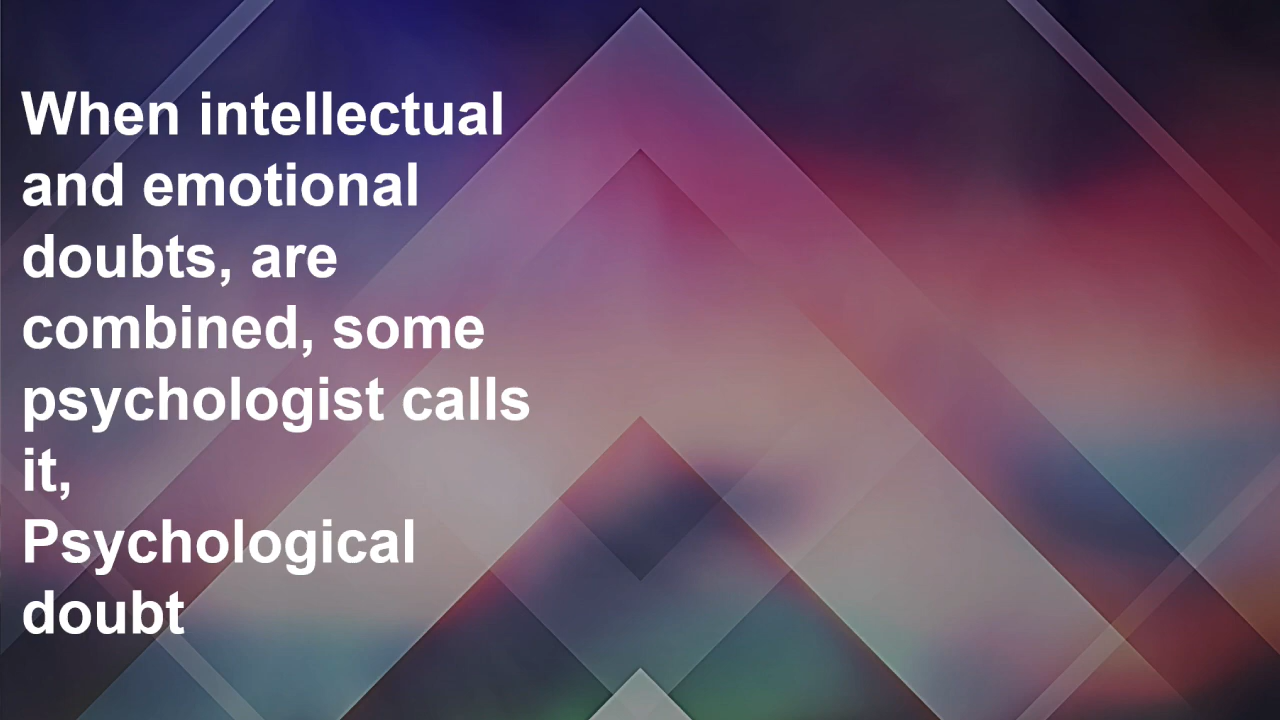 When intellectual
and emotional
doubts, are
combined, some
psychologist calls
it,
Psychological
doubt